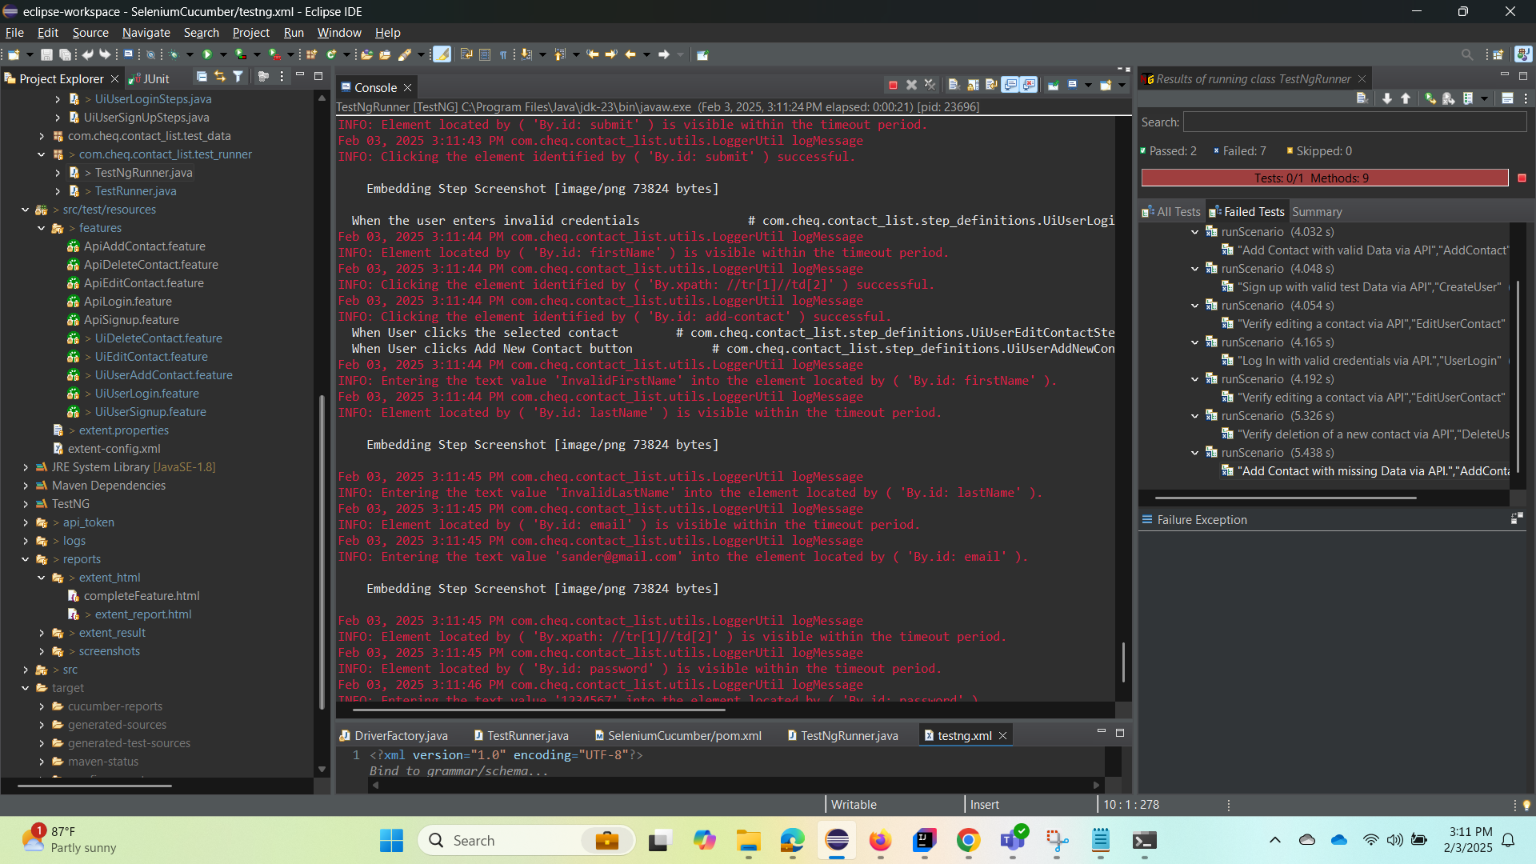 eclipse-workspace - SeleniumCucumber/testng.xml - Eclipse IDE
File Edit Source Navigate Search Project Run Window Help
Project Explorer
JUnit
> UiUserLoginSteps.java
> UiUserSignUpSteps.java
com.cheq.contact_list.test_data
> com.cheq.contact_list.test_runner
> TestNgRunner.java
> TestRunner.java
> src/test/resources
> features
ApiAddContact.feature
ApiDeleteContact.feature
ApiEditContact.feature
ApiLogin.feature
ApiSignup.feature
> UiDeleteContact.feature
> UiEditContact.feature
> UiUserAddContact.feature
> UiUserLogin.feature
> UiUserSignup.feature
> extent.properties
extent-config.xml
JRE System Library [JavaSE-1.8]
Maven Dependencies
TestNG
> api_token
> logs
> reports
> extent_html
completeFeature.html
> extent_report.html
> extent_result
> screenshots
> src
target
cucumber-reports
generated-sources
generated-test-sources
maven-status
Console
TestNgRunner [TestNG] C:\Program Files\Java\jdk-23\bin\javaw.exe (Feb 3, 2025, 3:11:24 PM elapsed: 0:00:21) [pid: 23696]
INFO: Element located by ( 'By.id: submit' ) is visible within the timeout period.
Feb 03, 2025 3:11:43 PM com.cheq.contact_list.utils.LoggerUtil logMessage
INFO: Clicking the element identified by ( 'By.id: submit' ) successful.
Embedding Step Screenshot [image/png 73824 bytes]
When the user enters invalid credentials # com.cheq.contact_list.step_definitions.UiUserLogi
Feb 03, 2025 3:11:44 PM com.cheq.contact_list.utils.LoggerUtil logMessage
INFO: Element located by ( 'By.id: firstName' ) is visible within the timeout period.
Feb 03, 2025 3:11:44 PM com.cheq.contact_list.utils.LoggerUtil logMessage
INFO: Clicking the element identified by ( 'By.xpath: //tr[1]//td[2]' ) successful.
Feb 03, 2025 3:11:44 PM com.cheq.contact_list.utils.LoggerUtil logMessage
INFO: Clicking the element identified by ( 'By.id: add-contact' ) successful.
When User clicks the selected contact # com.cheq.contact_list.step_definitions.UiUserEditContactSte
When User clicks Add New Contact button # com.cheq.contact_list.step_definitions.UiUserAddNewCon
Feb 03, 2025 3:11:44 PM com.cheq.contact_list.utils.LoggerUtil logMessage
INFO: Entering the text value 'InvalidFirstName' into the element located by ( 'By.id: firstName' ).
Feb 03, 2025 3:11:44 PM com.cheq.contact_list.utils.LoggerUtil logMessage
INFO: Element located by ( 'By.id: lastName' ) is visible within the timeout period.
Embedding Step Screenshot [image/png 73824 bytes]
Feb 03, 2025 3:11:45 PM com.cheq.contact_list.utils.LoggerUtil logMessage
INFO: Entering the text value 'InvalidLastName' into the element located by ( 'By.id: lastName' ).
Feb 03, 2025 3:11:45 PM com.cheq.contact_list.utils.LoggerUtil logMessage
INFO: Element located by ( 'By.id: email' ) is visible within the timeout period.
Feb 03, 2025 3:11:45 PM com.cheq.contact_list.utils.LoggerUtil logMessage
INFO: Entering the text value 'sander@gmail.com' into the element located by ( 'By.id: email' ).
Embedding Step Screenshot [image/png 73824 bytes]
Feb 03, 2025 3:11:45 PM com.cheq.contact_list.utils.LoggerUtil logMessage
INFO: Element located by ( 'By.xpath: //tr[1]//td[2]' ) is visible within the timeout period.
Feb 03, 2025 3:11:45 PM com.cheq.contact_list.utils.LoggerUtil logMessage
INFO: Element located by ( 'By.id: password' ) is visible within the timeout period.
Feb 03, 2025 3:11:46 PM com.cheq.contact_list.utils.LoggerUtil logMessage
INFO: Entering the text value '1234567' into the element located by ( 'By.id: password' )
DriverFactory.java
TestRunner.java
SeleniumCucumber/pom.xml
TestNgRunner.java
testng.xml
1 <?xml version="1.0" encoding="UTF-8"?>
Bind to grammar/schema...
Results of running class TestNgRunner
Search:
Passed: 2 Failed: 7 Skipped: 0
Tests: 0/1 Methods: 9
All Tests Failed Tests Summary
runScenario (4.032 s)
"Add Contact with valid Data via API","AddContact"
runScenario (4.048 s)
"Sign up with valid test Data via API","CreateUser"
runScenario (4.054 s)
"Verify editing a contact via API","EditUserContact"
runScenario (4.165 s)
"Log In with valid credentials via API.","UserLogin"
runScenario (4.192 s)
"Verify editing a contact via API","EditUserContact"
runScenario (5.326 s)
"Verify deletion of a new contact via API","DeleteUs
runScenario (5.438 s)
"Add Contact with missing Data via API.","AddConta
Failure Exception
Writable
Insert
10 : 1 : 278
1
87°F
Partly sunny
Search
3:11 PM
2/3/2025